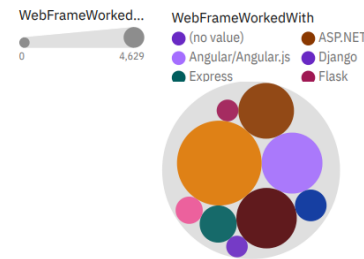 WebFrameWorked...
0
4,629
WebFrameWorkedWith
(no value)
ASP.NET
Angular/Angular.js
Django
Express
Flask